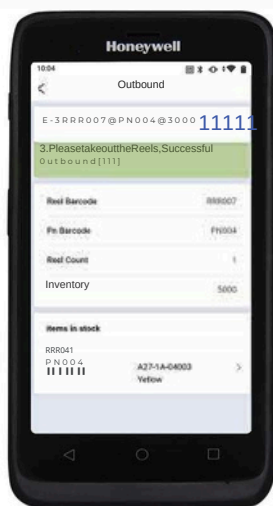 Honeywell
10:04
Outbound
E-3RRR007@PN004@3000 11111
3.PleasetakeouttheReels,Successful
Outbound[111]
Reel Barcode RRR007
Pn Barcode PN004
Reel Count 1
Inventory 5000
Items in stock
RRR041
PN004
A27-1A-04003
Yellow